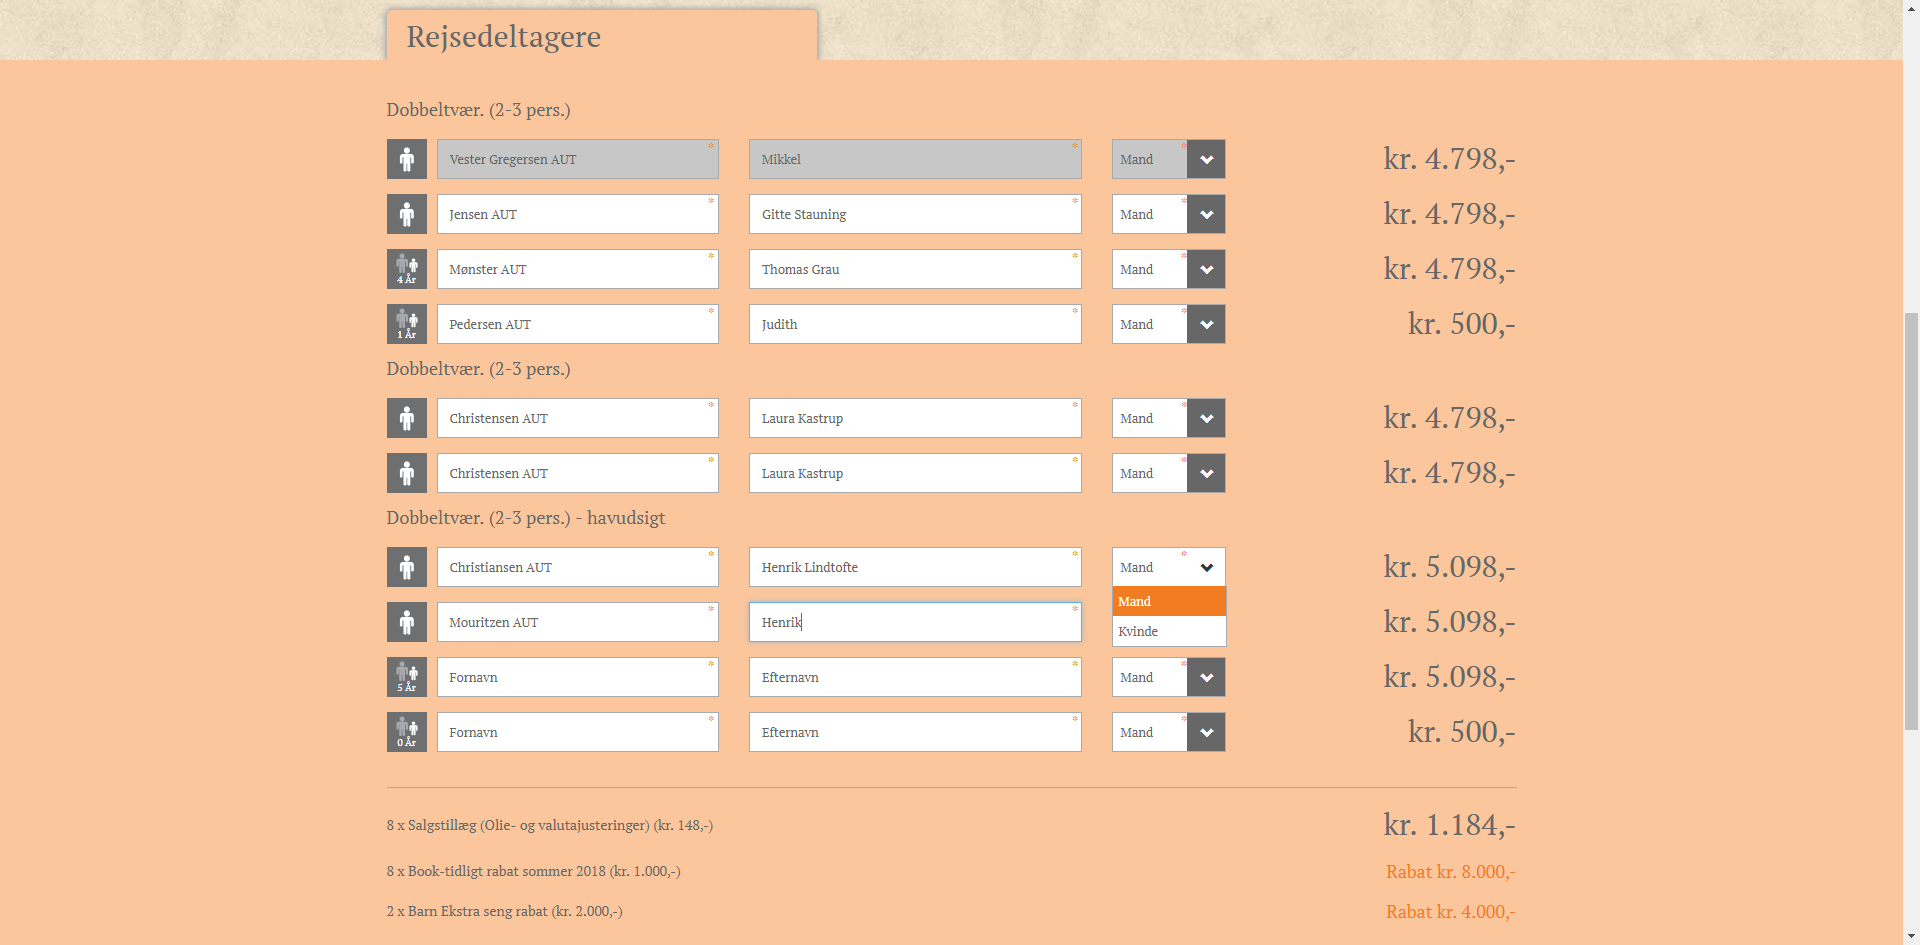 Rejsedeltagere
Dobbeltvær. (2-3 pers.)
Vester Gregersen AUT * Mikkel * Mand * kr. 4.798,-
Jensen AUT * Gitte Stauning * Mand * kr. 4.798,-
4 År Mønster AUT * Thomas Grau * Mand * kr. 4.798,-
1 År Pedersen AUT * Judith * Mand * kr. 500,-
Dobbeltvær. (2-3 pers.)
Christensen AUT * Laura Kastrup * Mand * kr. 4.798,-
Christensen AUT * Laura Kastrup * Mand * kr. 4.798,-
Dobbeltvær. (2-3 pers.) - havudsigt
Christiansen AUT * Henrik Lindtofte * Mand * kr. 5.098,-
Mand
Mouritzen AUT * Henrik * kr. 5.098,-
Kvinde
5 År Fornavn * Efternavn * Mand * kr. 5.098,-
0 År Fornavn * Efternavn * Mand * kr. 500,-
8 x Salgstillæg (Olie- og valutajusteringer) (kr. 148,-) kr. 1.184,-
8 x Book-tidligt rabat sommer 2018 (kr. 1.000,-) Rabat kr. 8.000,-
2 x Barn Ekstra seng rabat (kr. 2.000,-) Rabat kr. 4.000,-